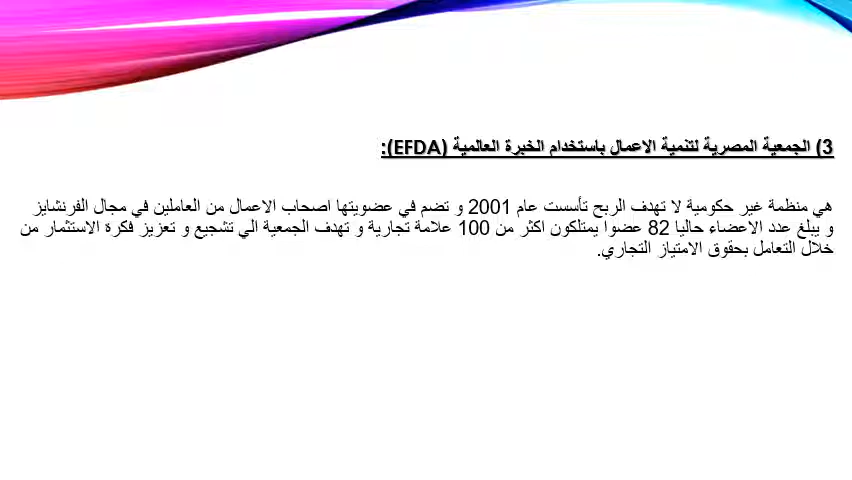 3) الجمعية المصرية لتنمية الاعمال باستخدام الخبرة العالمية (EFDA):
هي منظمة غير حكومية لا تهدف الربح تأسست عام 2001 و تضم في عضويتها اصحاب الاعمال من العاملين في مجال الفرنشايز
و يبلغ عدد الاعضاء حاليا 82 عضوا يمتلكون اكثر من 100 علامة تجارية و تهدف الجمعية الي تشجيع و تعزيز فكرة الاستثمار من
خلال التعامل بحقوق الامتياز التجاري.